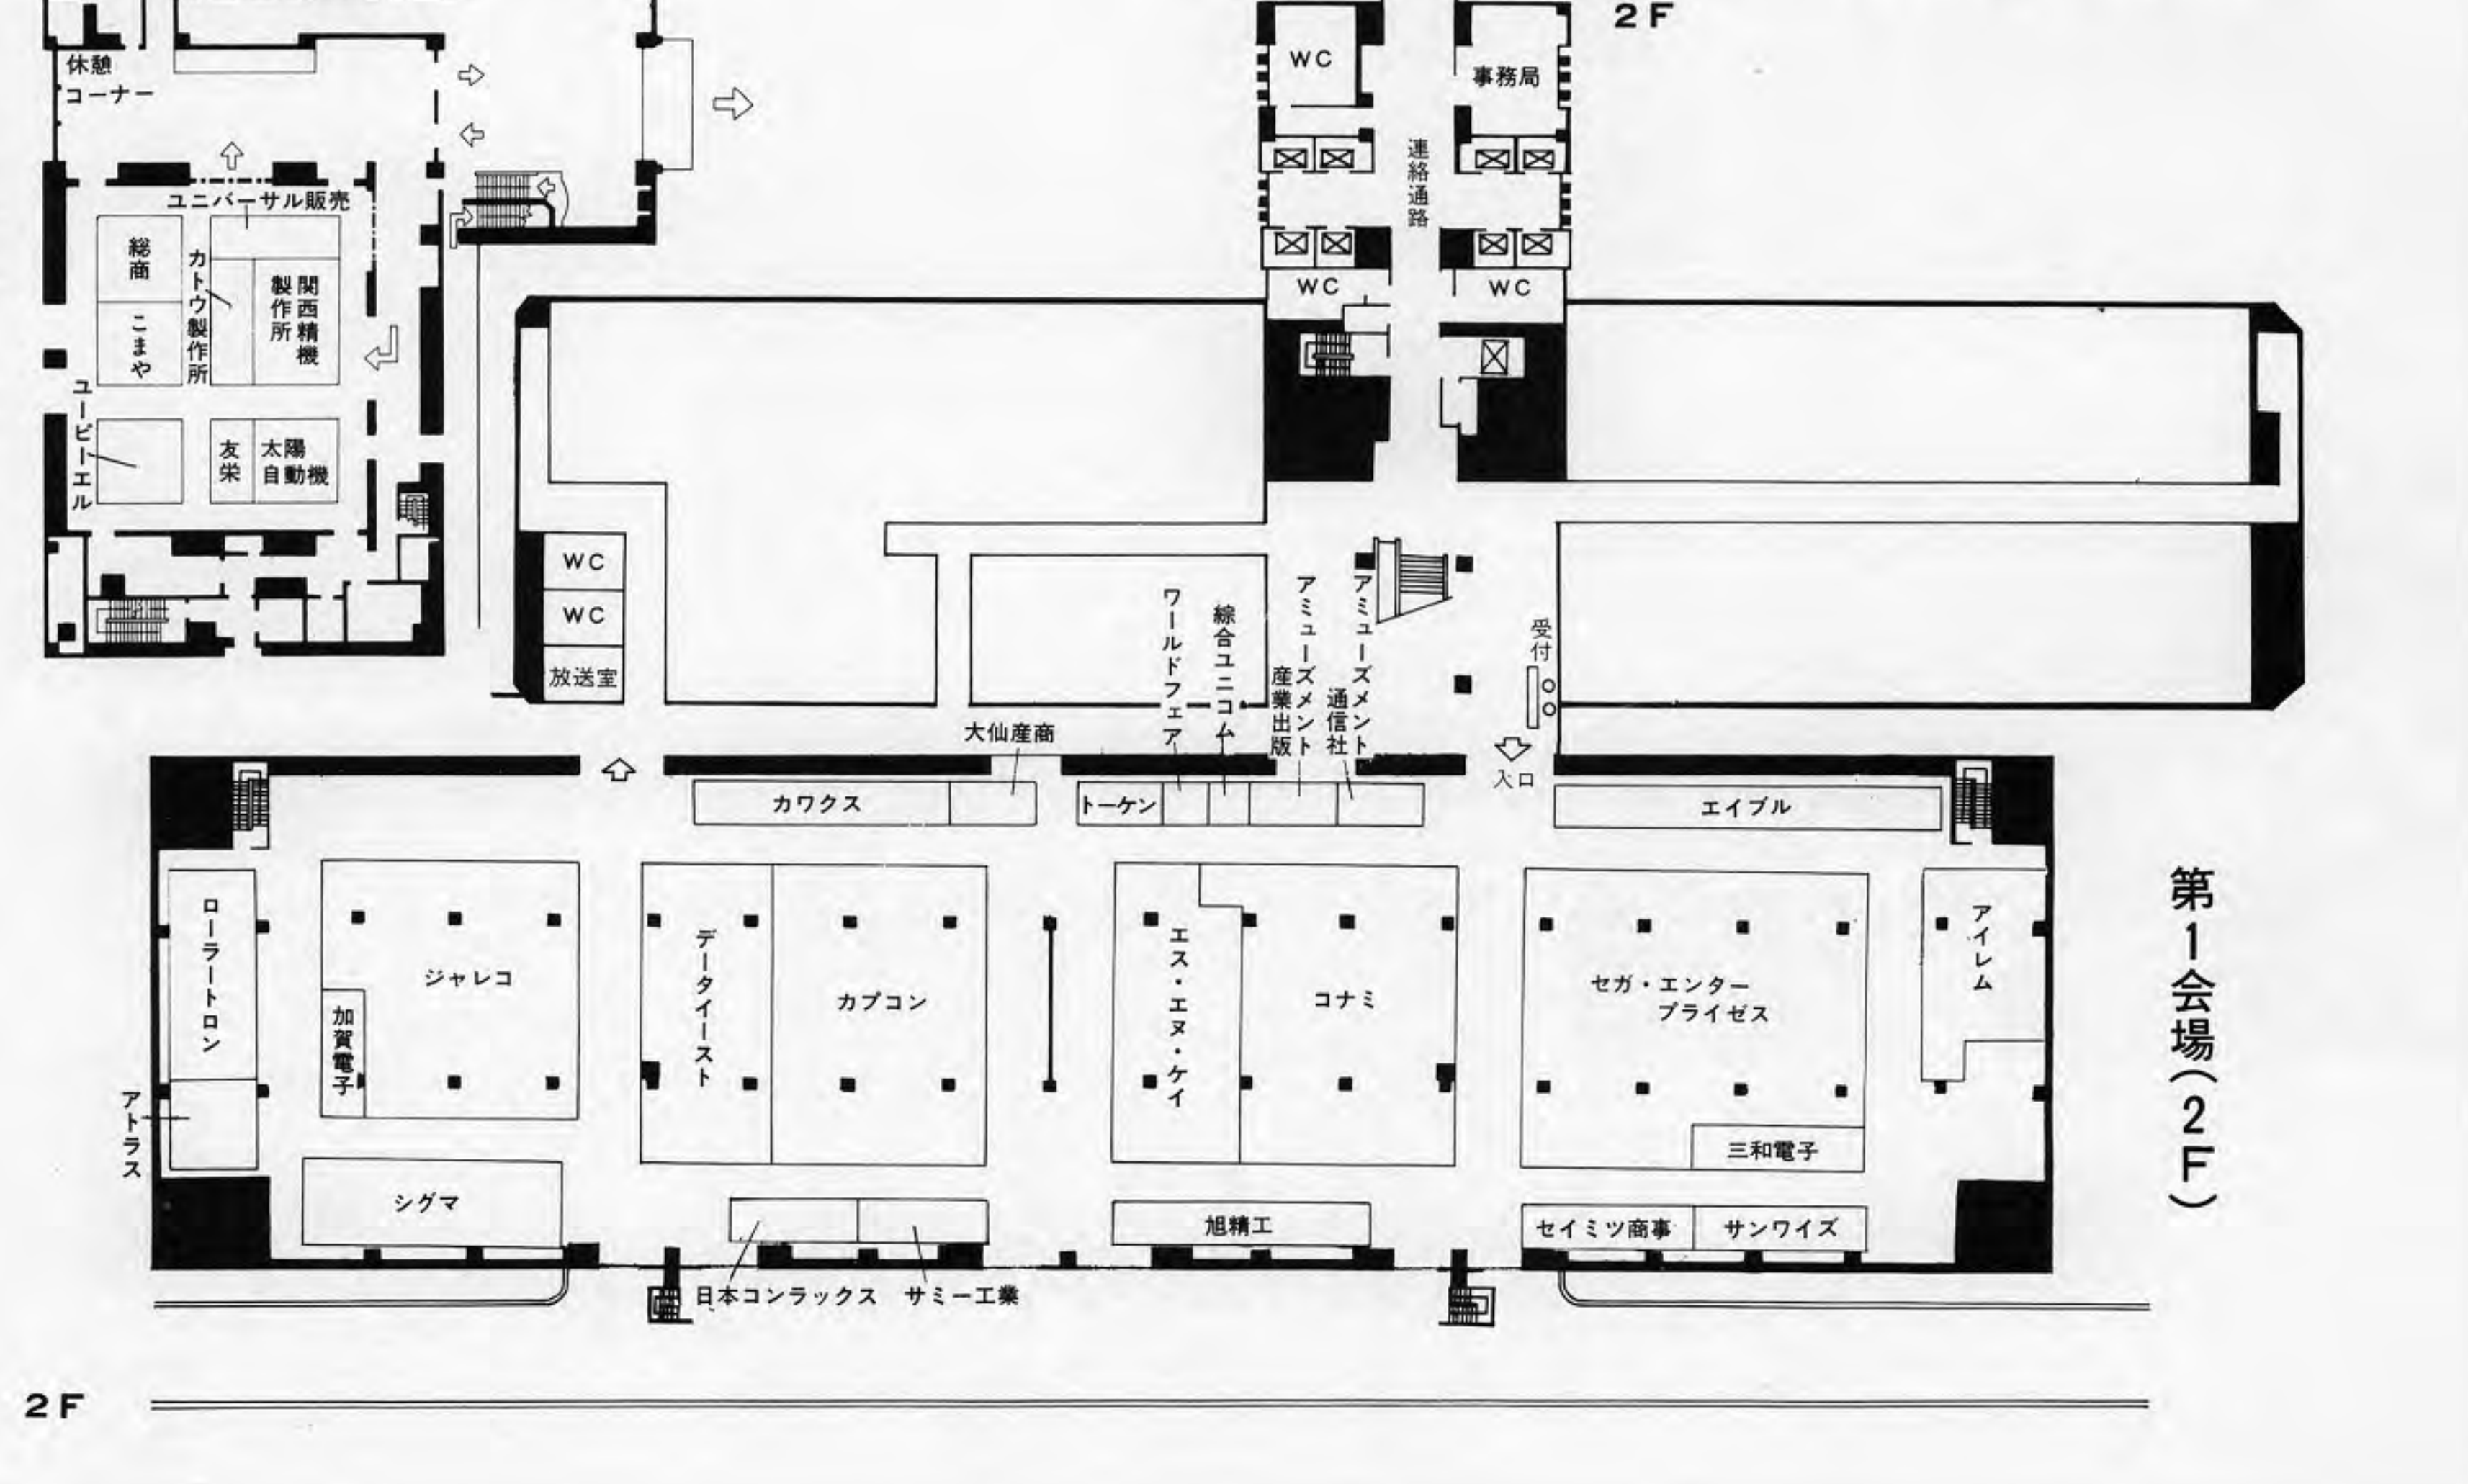 2F
WC
事務局
休憩
コーナー
連絡通路
ユニバーサル販売
総商
カトウ製作所
関西精機
製作所
こまや
WC
WC
ユービーエル
友栄
太陽
自動機
WC
WC
放送室
ワールドフェア
綜合ユニコム
アミューズメント
産業出版
アミューズメント
通信社
受付
大仙産商
入口
カワクス
トーケン
エイブル
ローラートロン
ジャレコ
加賀電子
データイースト
カプコン
エス・エヌ・ケイ
コナミ
セガ・エンター
プライゼス
アイレム
第1会場(2F)
アトラス
三和電子
シグマ
旭精工
セイミツ商事
サンワイズ
日本コンラックス
サミー工業
2F